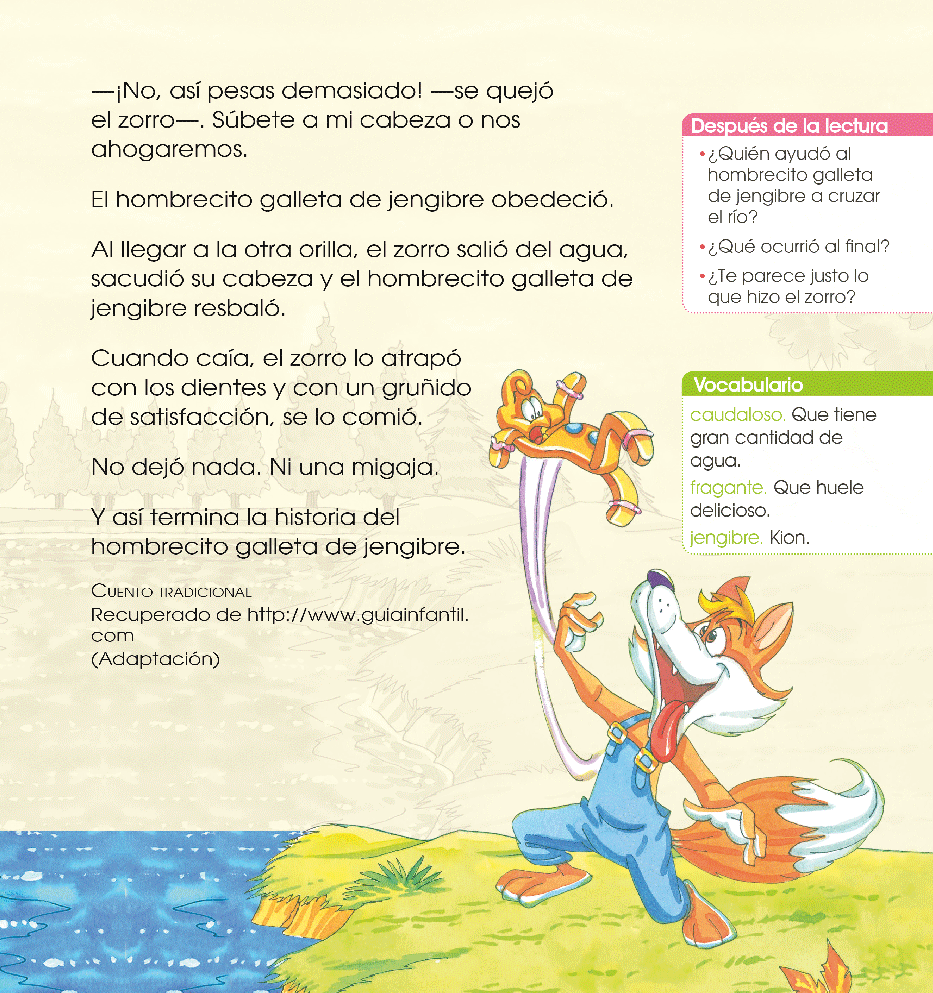 —¡No, así pesas demasiado! —se quejó
el zorro—. Súbete a mi cabeza o nos
ahogaremos.
El hombrecito galleta de jengibre obedeció.
Al llegar a la otra orilla, el zorro salió del agua,
sacudió su cabeza y el hombrecito galleta de
jengibre resbaló.
Cuando caía, el zorro lo atrapó
con los dientes y con un gruñido
de satisfacción, se lo comió.
No dejó nada. Ni una migaja.
Y así termina la historia del
hombrecito galleta de jengibre.
CUENTO TRADICIONAL
Recuperado de http://www.guiainfantil.
com
(Adaptación)
Después de la lectura
• ¿Quién ayudó al
hombrecito galleta
de jengibre a cruzar
el río?
• ¿Qué ocurrió al final?
• ¿Te parece justo lo
que hizo el zorro?
Vocabulario
caudaloso. Que tiene
gran cantidad de
agua.
fragante. Que huele
delicioso.
jengibre. Kion.